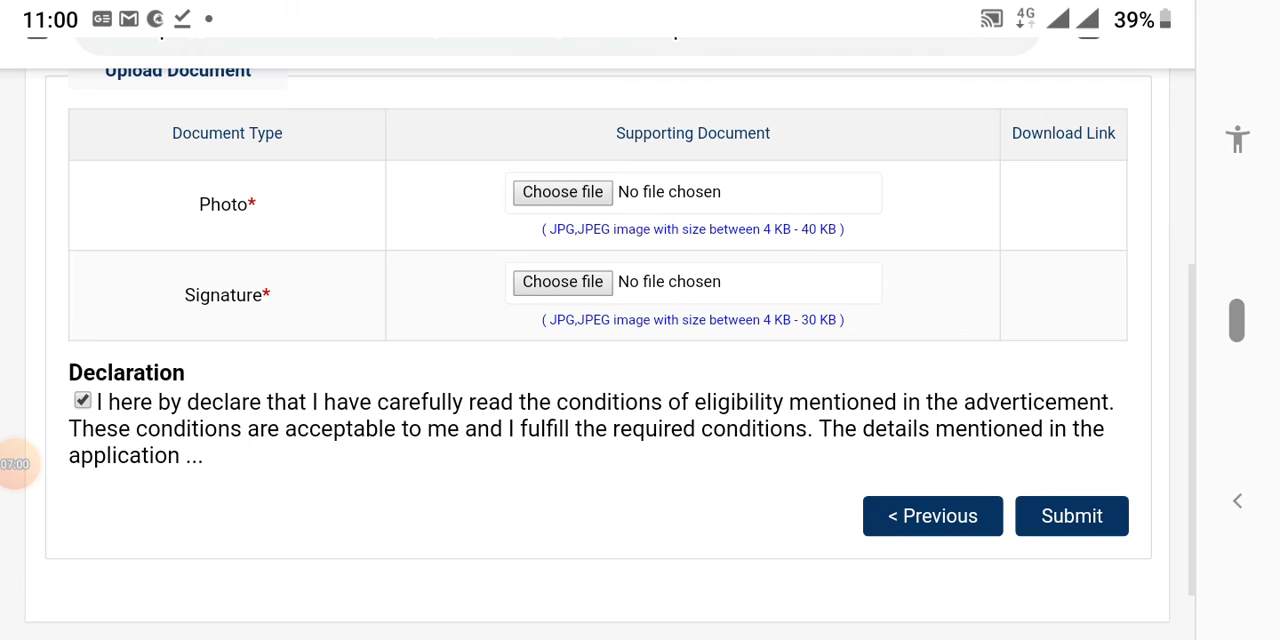 11:00 4G 39%
Upload Document
Document Type Supporting Document Download Link
Photo* Choose file No file chosen
( JPG,JPEG image with size between 4 KB - 40 KB )
Signature* Choose file No file chosen
( JPG,JPEG image with size between 4 KB - 30 KB )
Declaration
I here by declare that I have carefully read the conditions of eligibility mentioned in the adverticement.
These conditions are acceptable to me and I fulfill the required conditions. The details mentioned in the
application ...
07:00
< Previous Submit